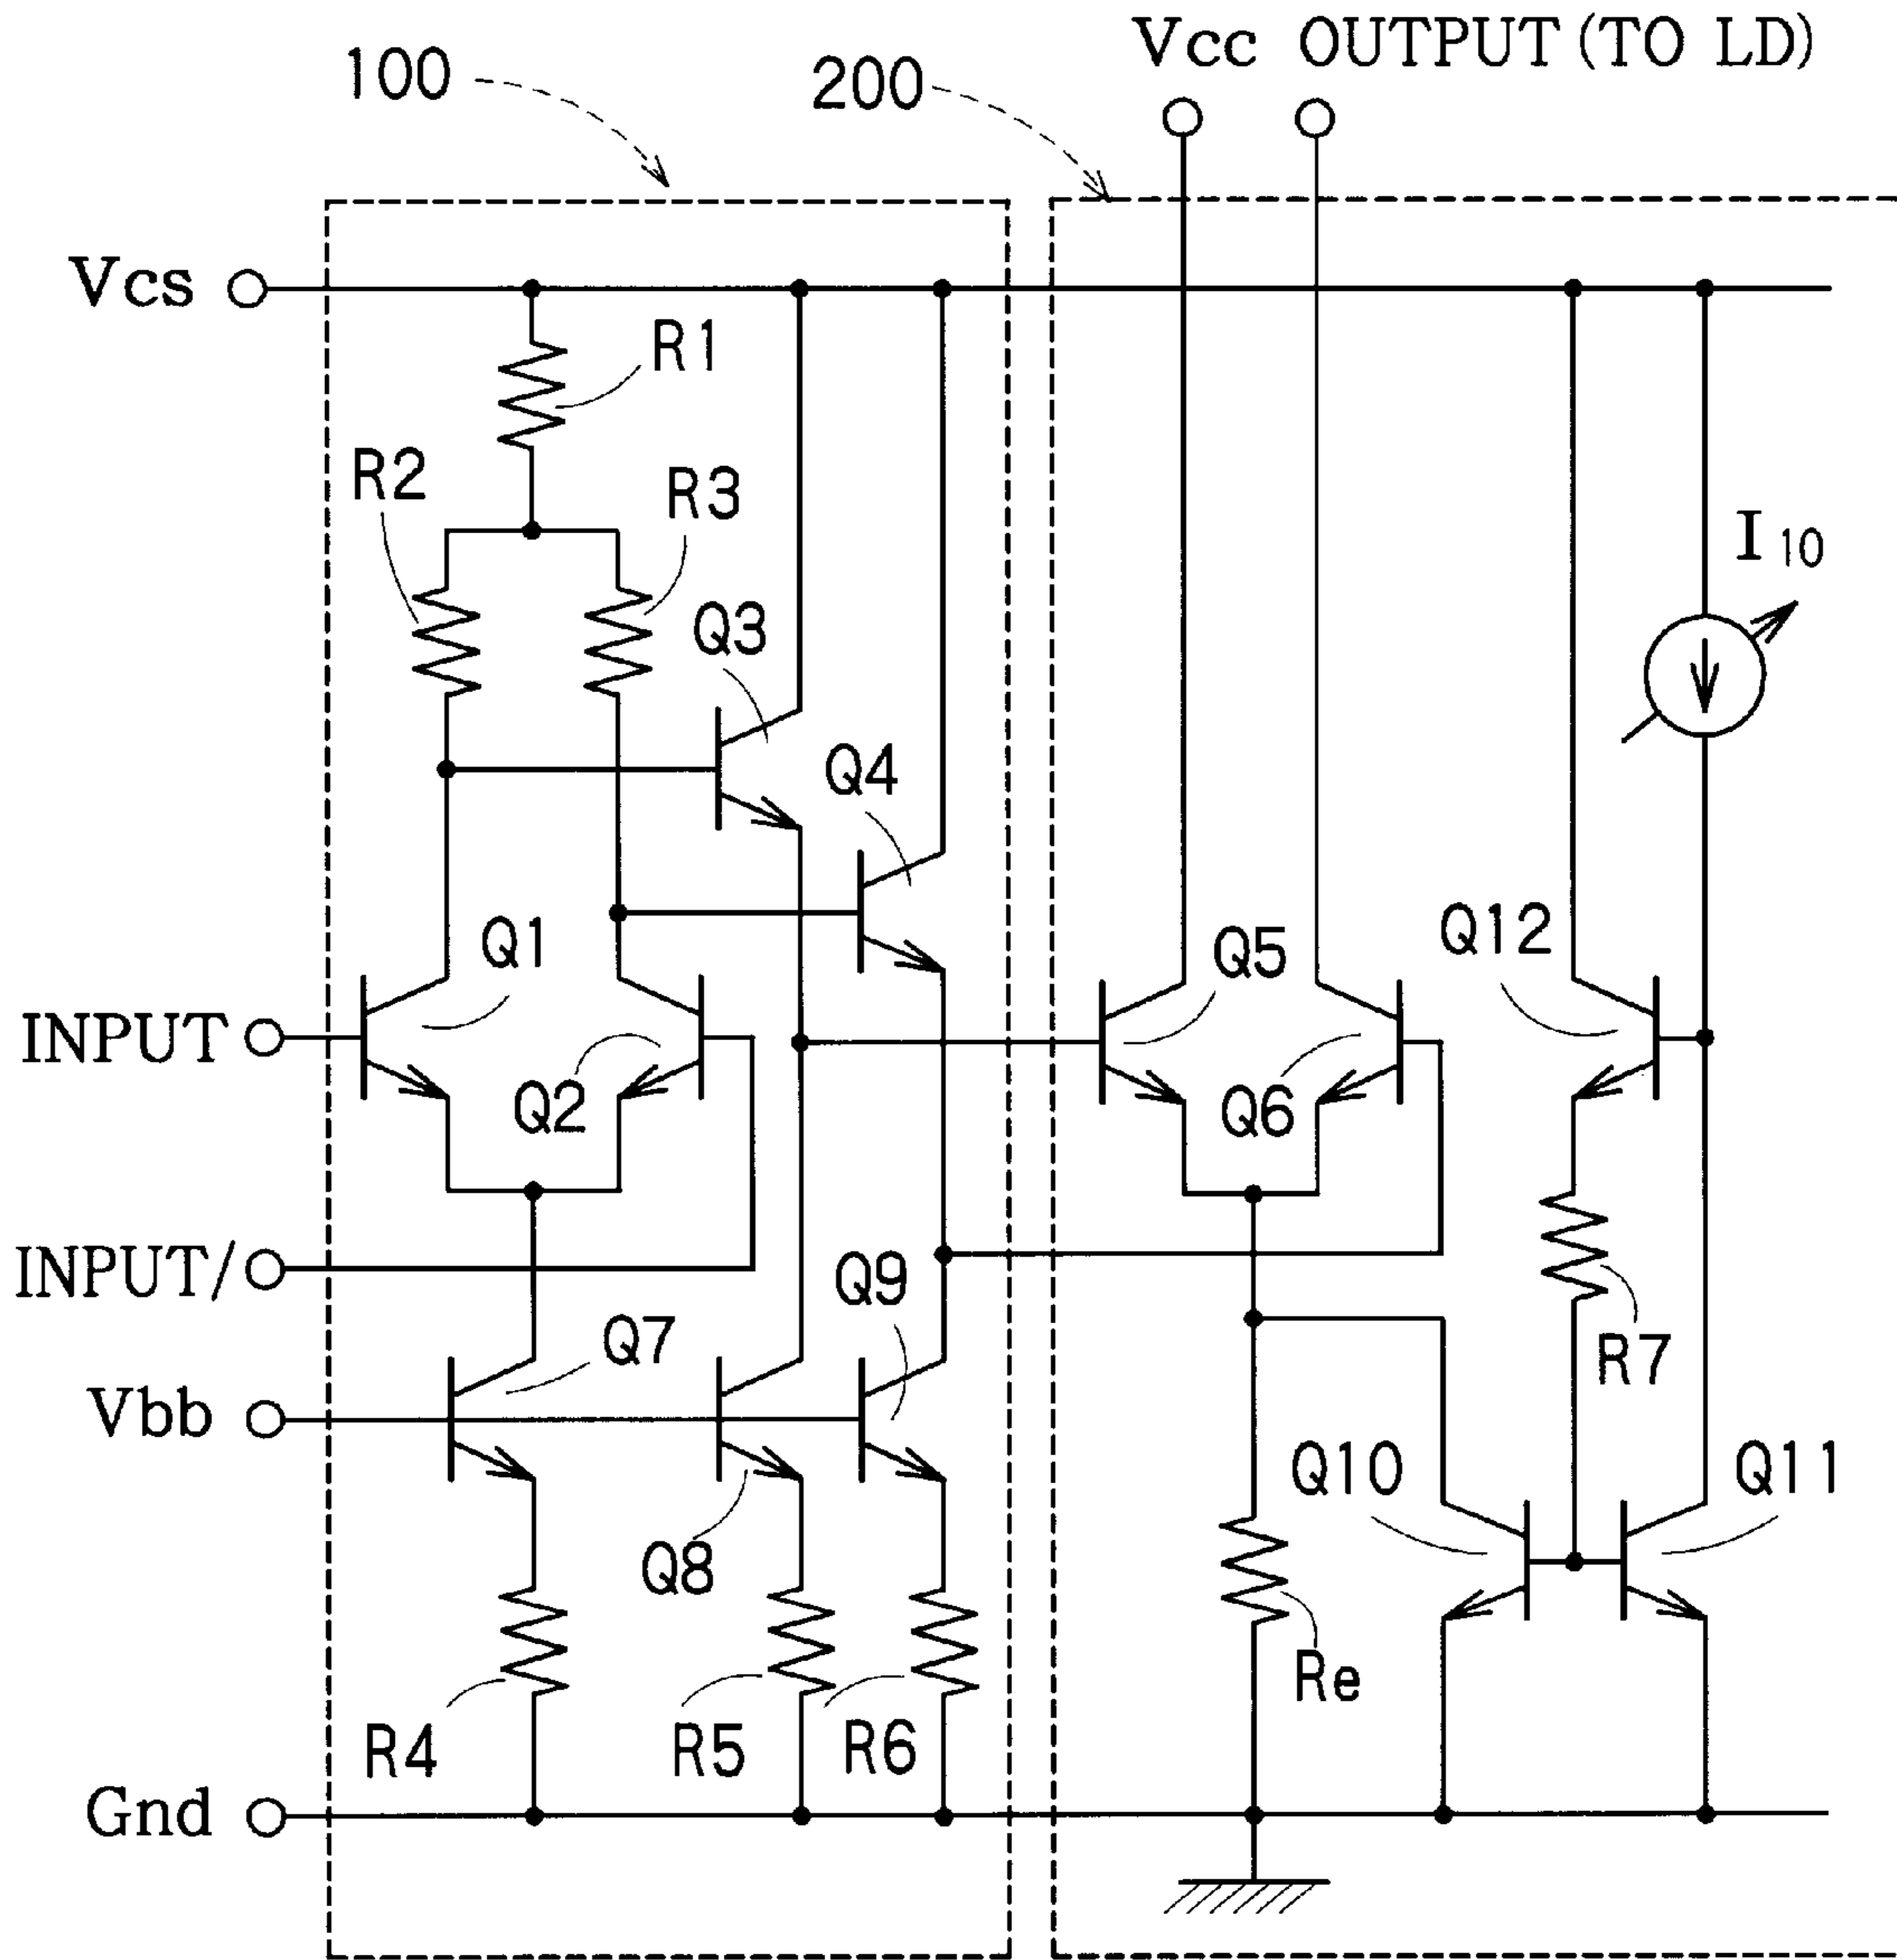 Vcc OUTPUT (TO LD)
100
200
Vcs
R1
R2
R3
I10
Q3
Q4
Q1
Q5
Q12
INPUT
Q2
Q6
INPUT/
Q9
Q7
R7
Vbb
Q10
Q11
Q8
Re
R4
R5
R6
Gnd